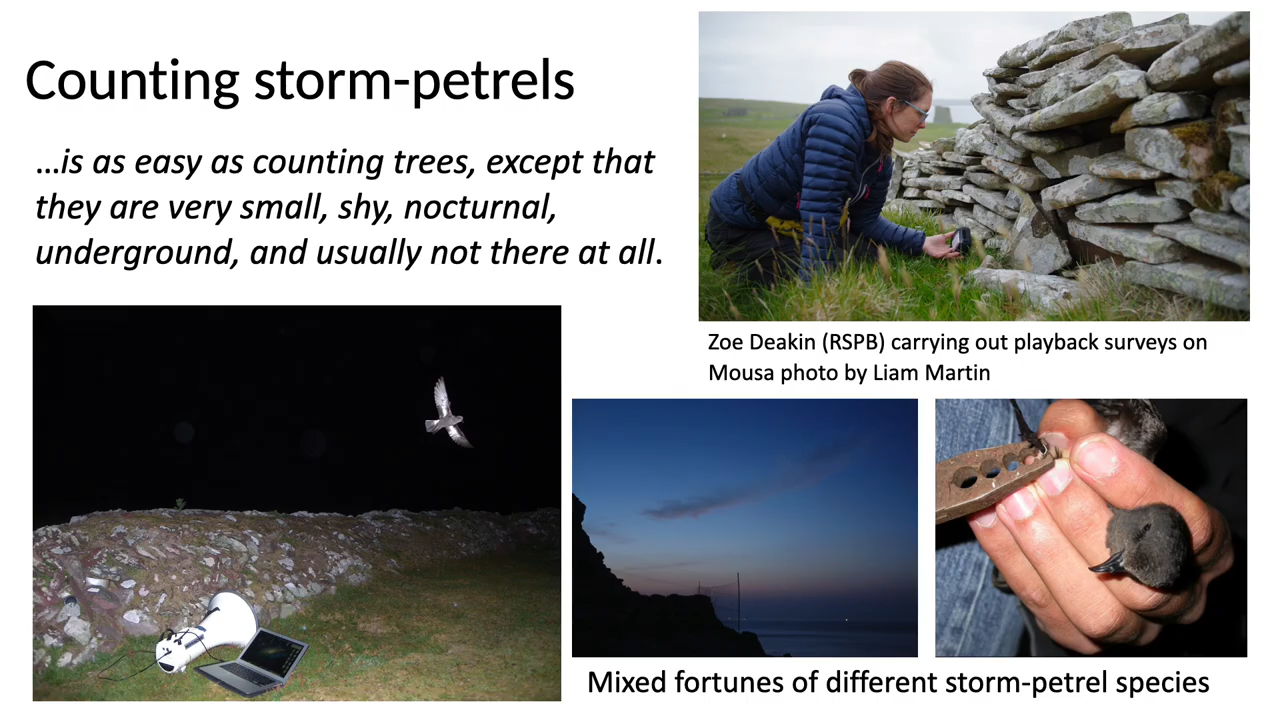 Counting storm-petrels
...is as easy as counting trees, except that
they are very small, shy, nocturnal,
underground, and usually not there at all.
Zoe Deakin (RSPB) carrying out playback surveys on
Mousa photo by Liam Martin
Mixed fortunes of different storm-petrel species